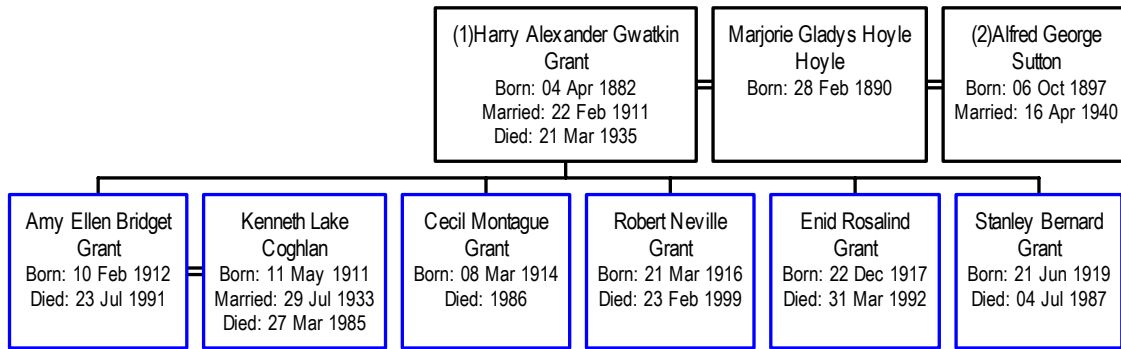 (1)Harry Alexander Gwatkin
Grant
Born: 04 Apr 1882
Married: 22 Feb 1911
Died: 21 Mar 1935
Marjorie Gladys Hoyle
Hoyle
Born: 28 Feb 1890
(2)Alfred George
Sutton
Born: 06 Oct 1897
Married: 16 Apr 1940
Amy Ellen Bridget
Grant
Born: 10 Feb 1912
Died: 23 Jul 1991
Kenneth Lake
Coghlan
Born: 11 May 1911
Married: 29 Jul 1933
Died: 27 Mar 1985
Cecil Montague
Grant
Born: 08 Mar 1914
Died: 1986
Robert Neville
Grant
Born: 21 Mar 1916
Died: 23 Feb 1999
Enid Rosalind
Grant
Born: 22 Dec 1917
Died: 31 Mar 1992
Stanley Bernard
Grant
Born: 21 Jun 1919
Died: 04 Jul 1987